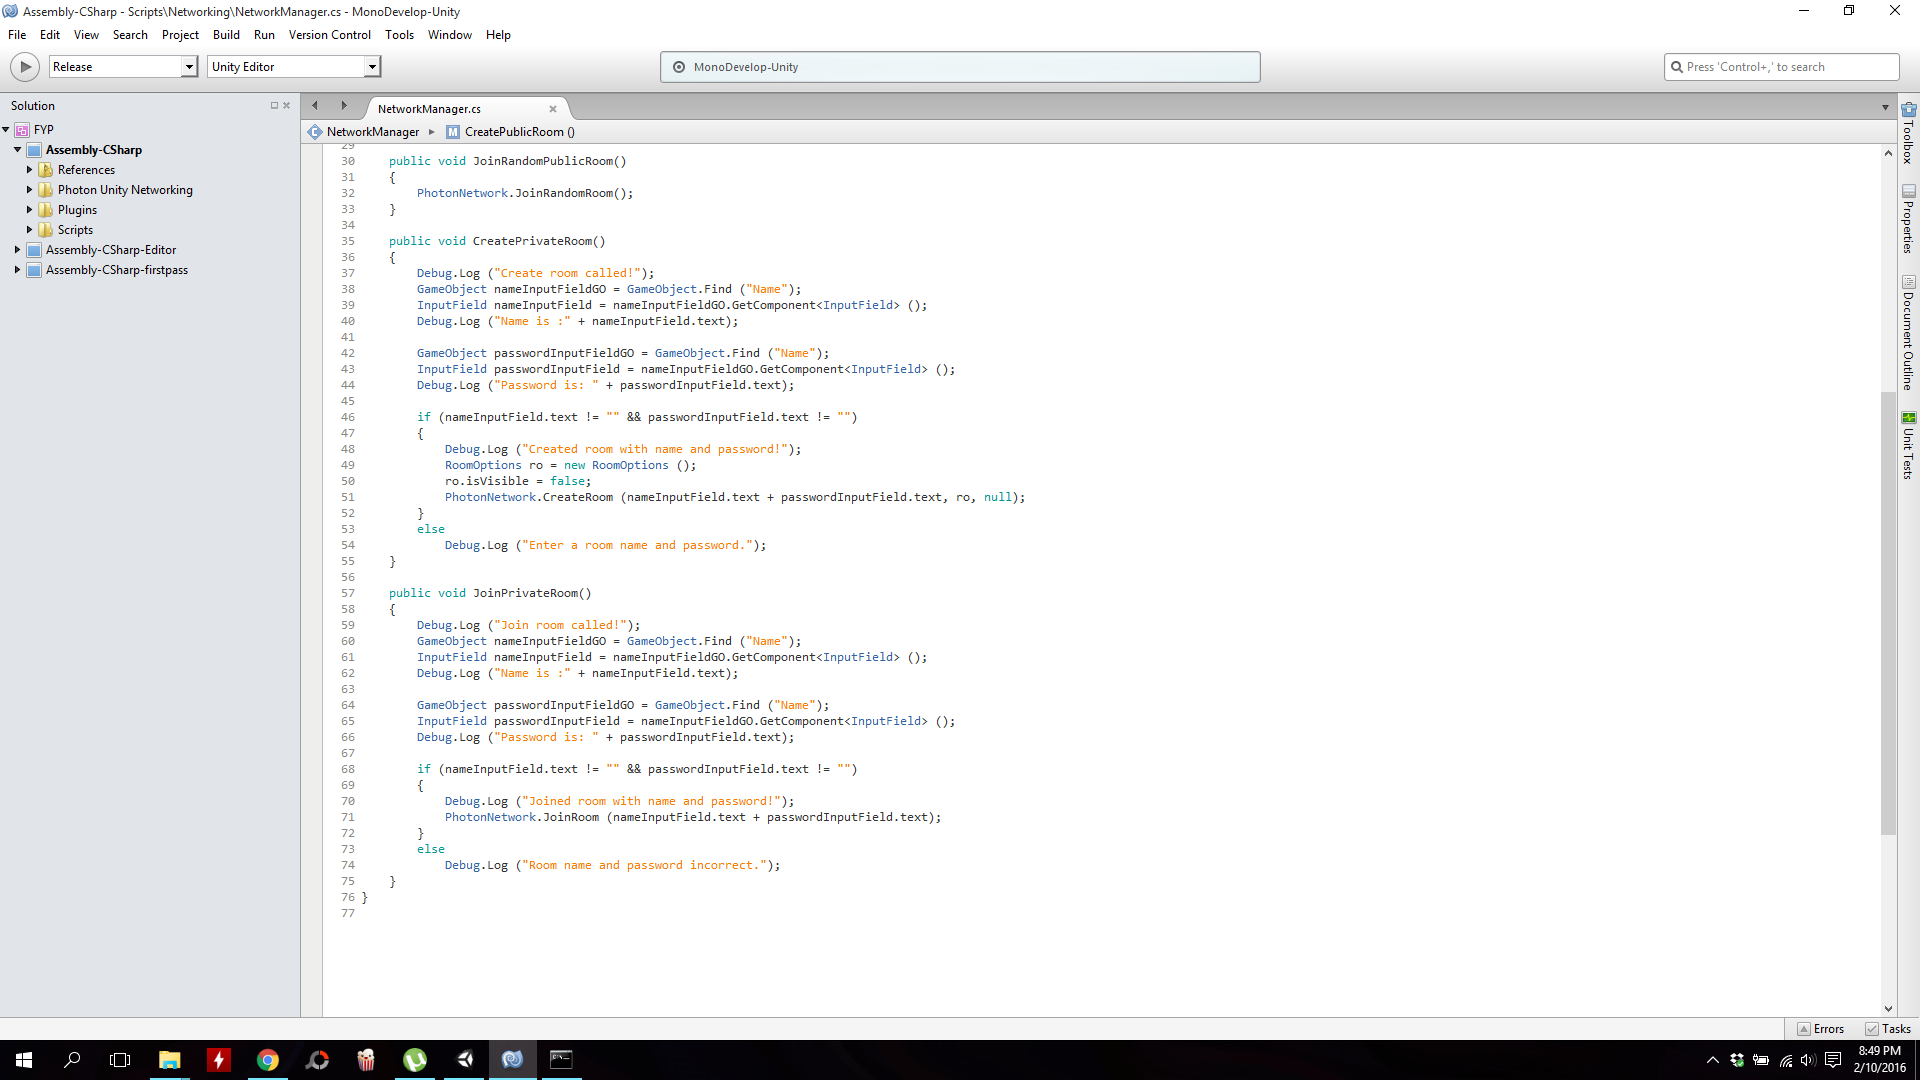 Assembly-CSharp - Scripts\Networking\NetworkManager.cs - MonoDevelop-Unity
File Edit View Search Project Build Run Version Control Tools Window Help
Release Unity Editor MonoDevelop-Unity Press 'Control+,' to search
Solution
FYP
Assembly-CSharp
References
Photon Unity Networking
Plugins
Scripts
Assembly-CSharp-Editor
Assembly-CSharp-firstpass
NetworkManager.cs
NetworkManager CreatePublicRoom ()
29
30 public void JoinRandomPublicRoom()
31 {
32 PhotonNetwork.JoinRandomRoom();
33 }
34
35 public void CreatePrivateRoom()
36 {
37 Debug.Log ("Create room called!");
38 GameObject nameInputFieldGO = GameObject.Find ("Name");
39 InputField nameInputField = nameInputFieldGO.GetComponent<InputField> ();
40 Debug.Log ("Name is :" + nameInputField.text);
41
42 GameObject passwordInputFieldGO = GameObject.Find ("Name");
43 InputField passwordInputField = nameInputFieldGO.GetComponent<InputField> ();
44 Debug.Log ("Password is: " + passwordInputField.text);
45
46 if (nameInputField.text != "" && passwordInputField.text != "")
47 {
48 Debug.Log ("Created room with name and password!");
49 RoomOptions ro = new RoomOptions ();
50 ro.isVisible = false;
51 PhotonNetwork.CreateRoom (nameInputField.text + passwordInputField.text, ro, null);
52 }
53 else
54 Debug.Log ("Enter a room name and password.");
55 }
56
57 public void JoinPrivateRoom()
58 {
59 Debug.Log ("Join room called!");
60 GameObject nameInputFieldGO = GameObject.Find ("Name");
61 InputField nameInputField = nameInputFieldGO.GetComponent<InputField> ();
62 Debug.Log ("Name is :" + nameInputField.text);
63
64 GameObject passwordInputFieldGO = GameObject.Find ("Name");
65 InputField passwordInputField = nameInputFieldGO.GetComponent<InputField> ();
66 Debug.Log ("Password is: " + passwordInputField.text);
67
68 if (nameInputField.text != "" && passwordInputField.text != "")
69 {
70 Debug.Log ("Joined room with name and password!");
71 PhotonNetwork.JoinRoom (nameInputField.text + passwordInputField.text);
72 }
73 else
74 Debug.Log ("Room name and password incorrect.");
75 }
76 }
77
Toolbox
Properties
Document Outline
Unit Tests
Errors Tasks
8:49 PM
2/10/2016